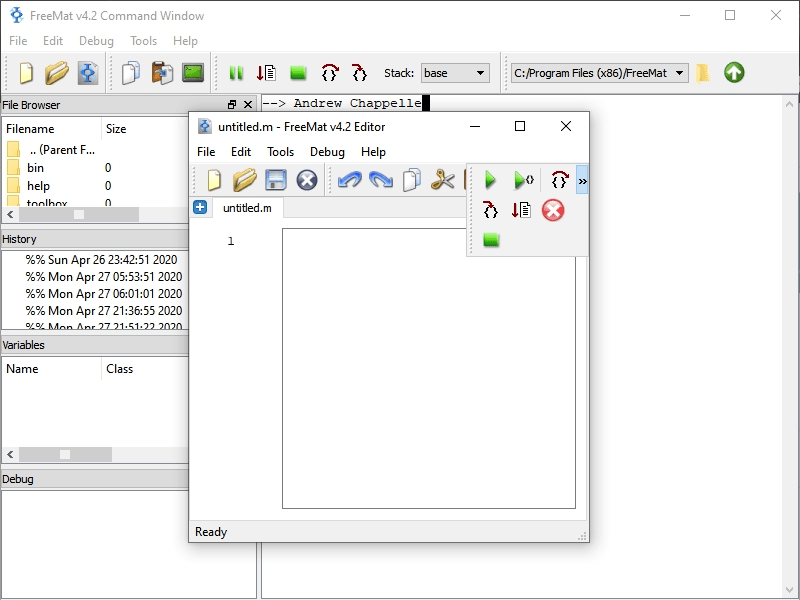 FreeMat v4.2 Command Window
File Edit Debug Tools Help
Stack: base C:/Program Files (x86)/FreeMat
File Browser
--> Andrew Chappelle
Filename Size
.. (Parent F...
bin 0
help 0
toolbox 0
History
%% Sun Apr 26 23:42:51 2020
%% Mon Apr 27 05:53:51 2020
%% Mon Apr 27 06:01:01 2020
%% Mon Apr 27 21:36:55 2020
%% Mon Apr 27 21:51:22 2020
Variables
Name Class
Debug
untitled.m - FreeMat v4.2 Editor
File Edit Tools Debug Help
untitled.m
1
Ready